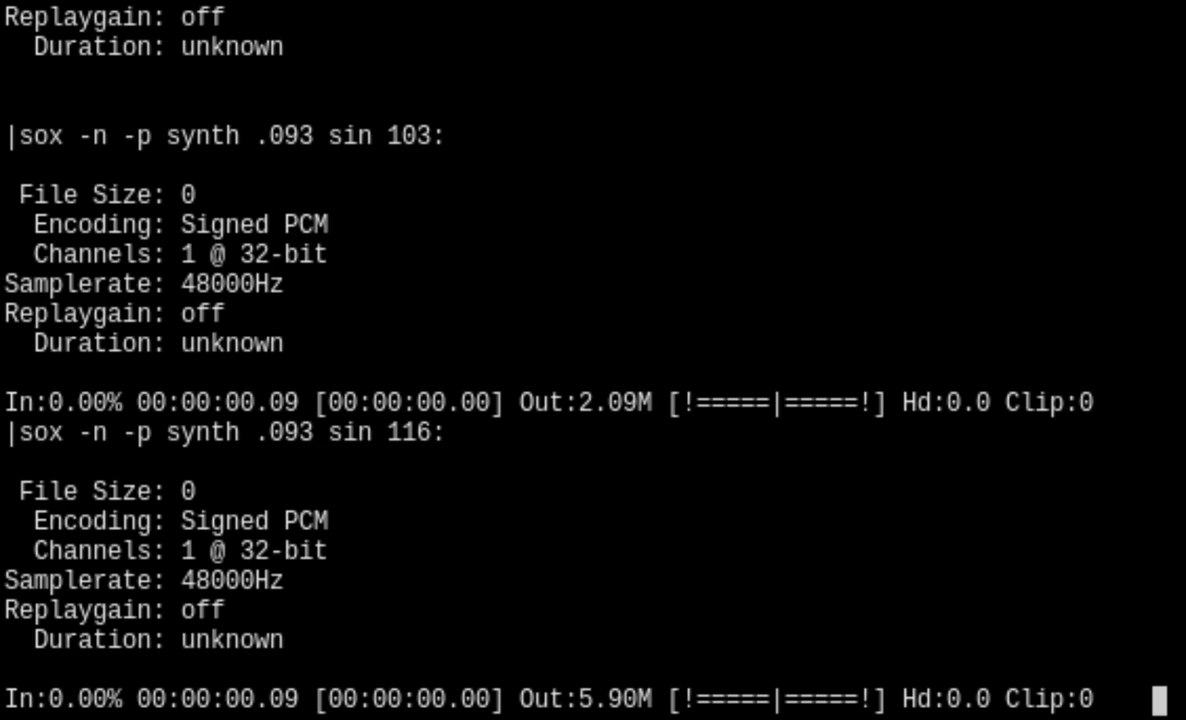 Replaygain: off
  Duration: unknown
|sox -n -p synth .093 sin 103:
 File Size: 0
  Encoding: Signed PCM
  Channels: 1 @ 32-bit
Samplerate: 48000Hz
Replaygain: off
  Duration: unknown
In:0.00% 00:00:00.09 [00:00:00.00] Out:2.09M [!=====|=====!] Hd:0.0 Clip:0
|sox -n -p synth .093 sin 116:
 File Size: 0
  Encoding: Signed PCM
  Channels: 1 @ 32-bit
Samplerate: 48000Hz
Replaygain: off
  Duration: unknown
In:0.00% 00:00:00.09 [00:00:00.00] Out:5.90M [!=====|=====!] Hd:0.0 Clip:0